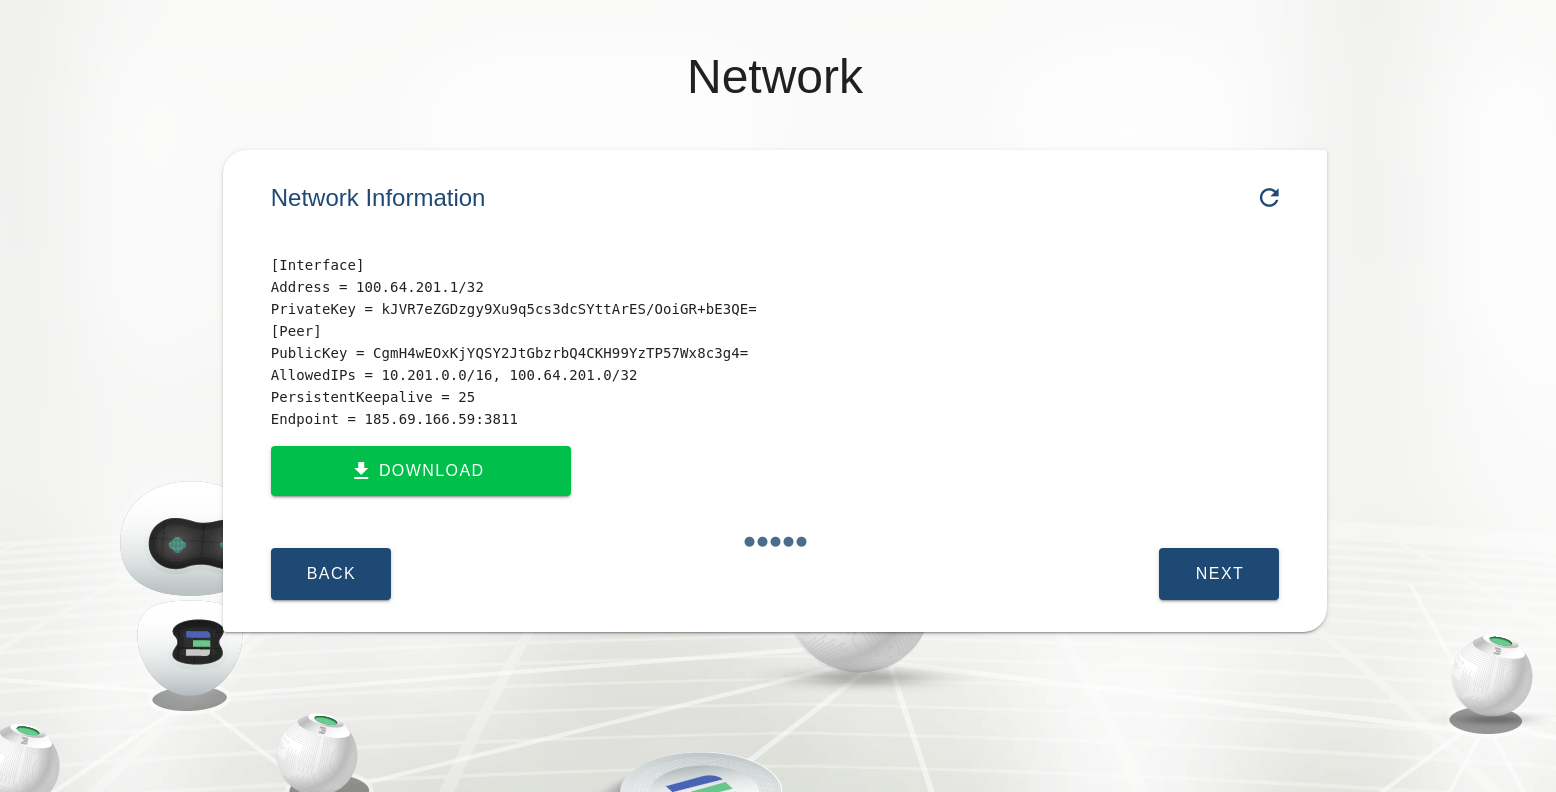 Network
Network Information
[Interface]
Address = 100.64.201.1/32
PrivateKey = kJVR7eZGDzgy9Xu9q5cs3dcSYttArES/OoiGR+bE3QE=
[Peer]
PublicKey = CgmH4wEOxKjYQSY2JtGbzrbQ4CKH99YzTP57Wx8c3g4=
AllowedIPs = 10.201.0.0/16, 100.64.201.0/32
PersistentKeepalive = 25
Endpoint = 185.69.166.59:3811
DOWNLOAD
BACK
NEXT